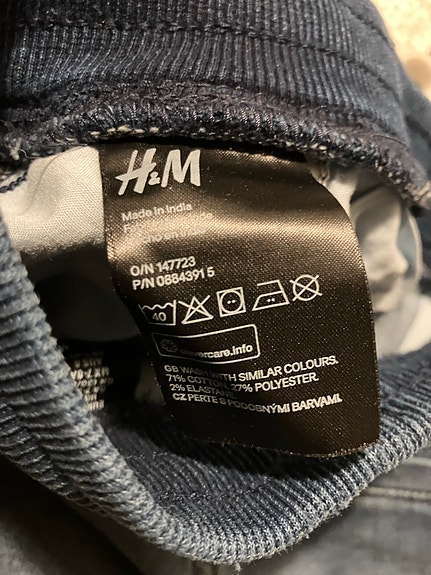 H&M
Made in India
O/N 147723
P/N 0884391 5
40
clevercare.info
GB WASH WITH SIMILAR COLOURS.
71% COTTON, 27% POLYESTER.
2% ELASTAN
CZ PERTE S PODOBNÝMI BARVAMI.